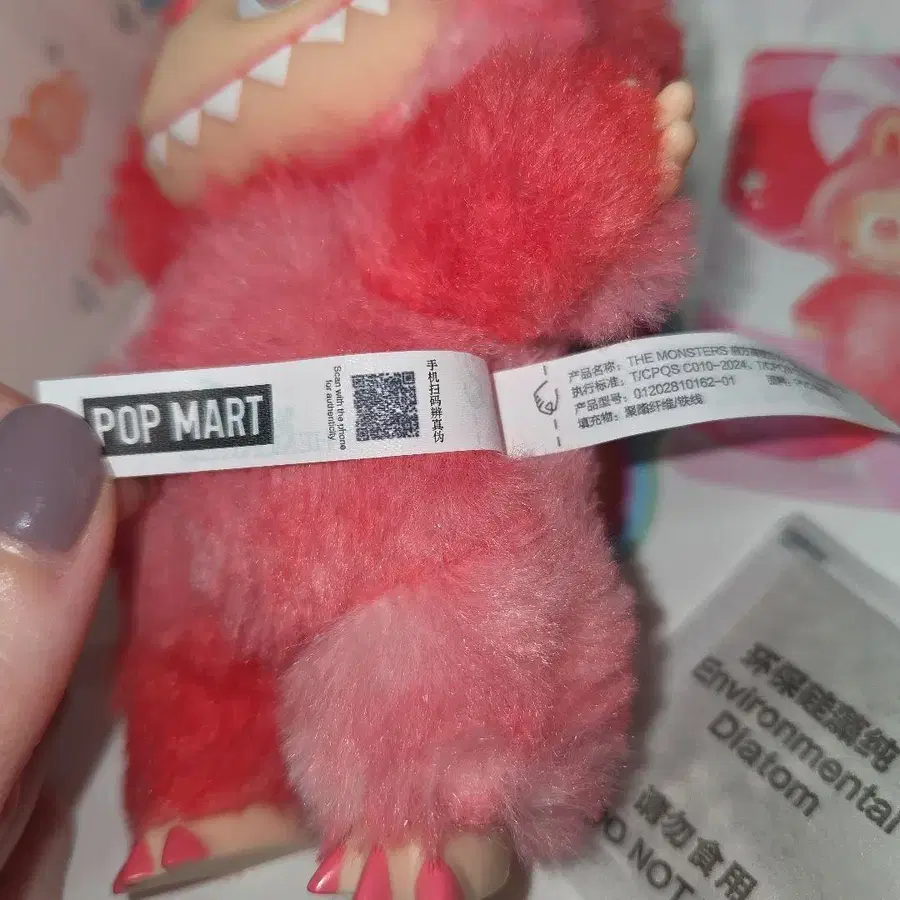 POP MART
Scan with the phone
for authenticity
手机扫码辨真伪
产品名称: THE MONSTERS
执行标准: T/CPQS C010-2024,
产品型号: 01202810162-01
填充物: 聚酯纤维/铁线
环保硅藻纯
Environmental
Diatom
请勿食用
DO NOT